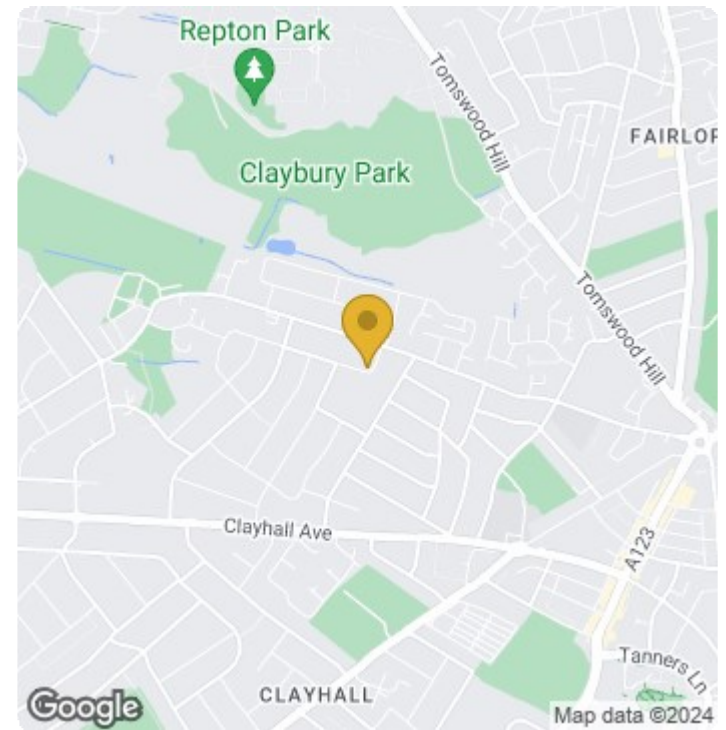 Repton Park
Tomswood Hill
FAIRLOP
Claybury Park
Tomswood Hill
Clayhall Ave
A123
Tanners Ln
CLAYHALL
Google
Map data ©2024